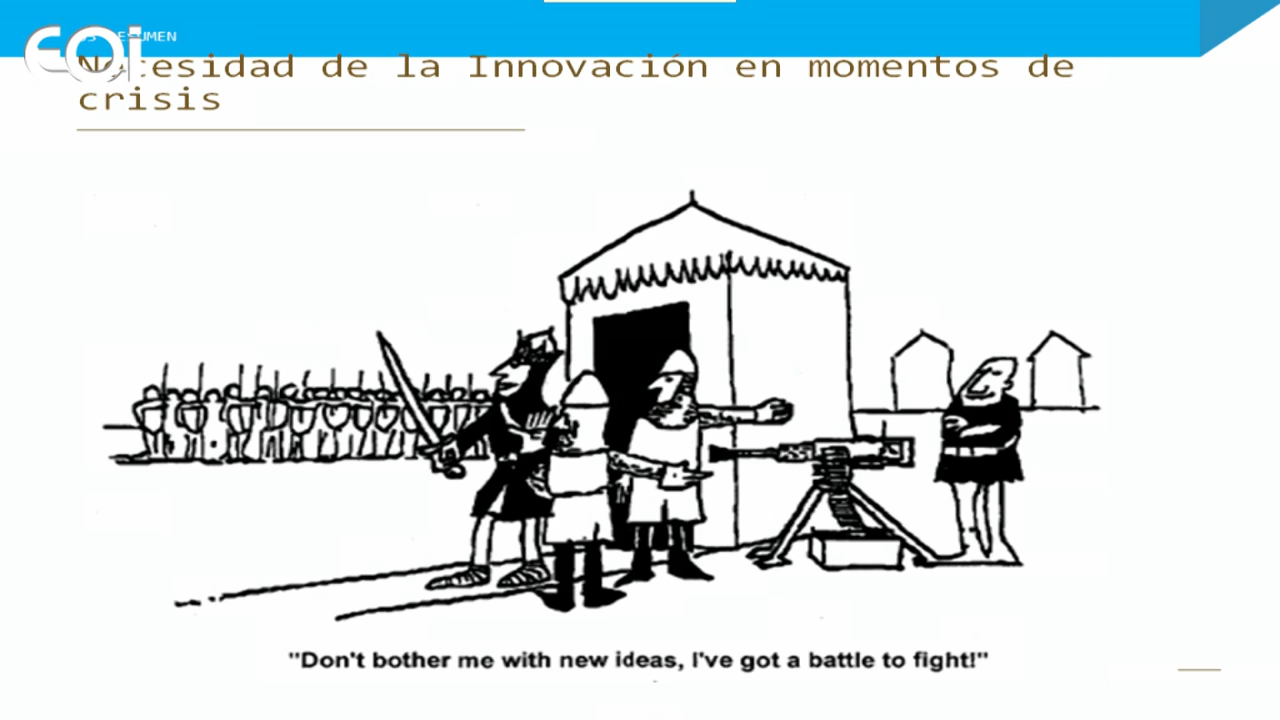 EOI
Necesidad de la Innovación en momentos de
crisis
"Don't bother me with new ideas, I've got a battle to fight!"